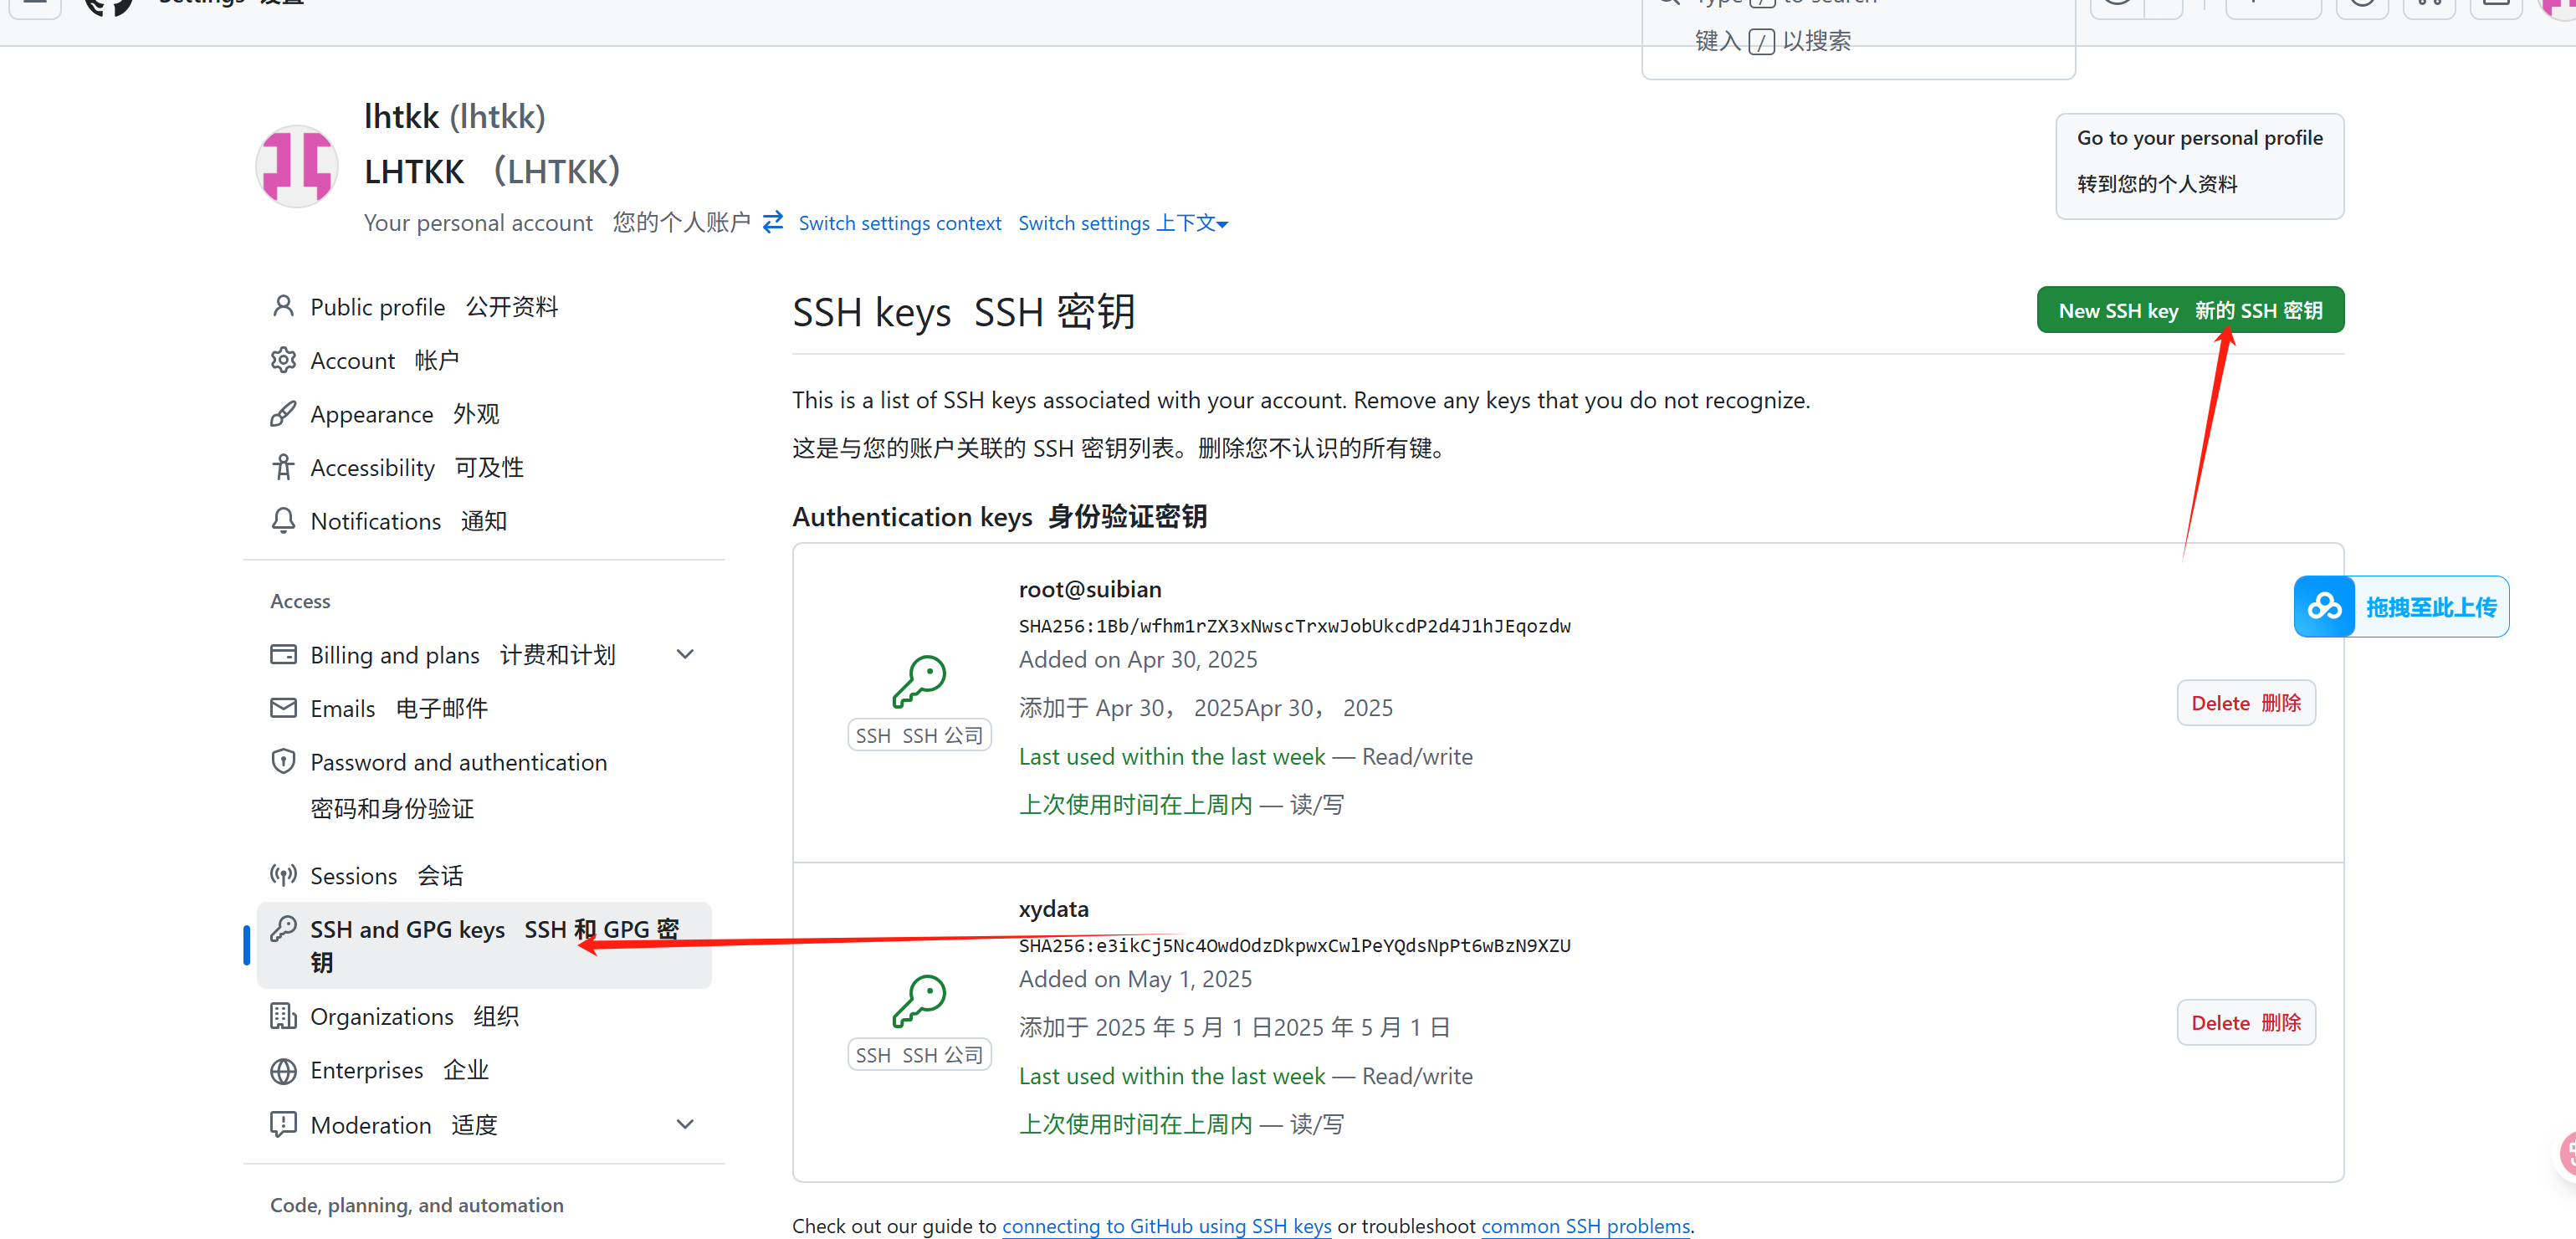 Settings 设置
Type / to search
键入 / 以搜索
lhtkk (lhtkk)
LHTKK （LHTKK）
Your personal account 您的个人账户 Switch settings context Switch settings 上下文
Go to your personal profile
转到您的个人资料
Public profile 公开资料
Account 帐户
Appearance 外观
Accessibility 可及性
Notifications 通知
Access
Billing and plans 计费和计划
Emails 电子邮件
Password and authentication
密码和身份验证
Sessions 会话
SSH and GPG keys SSH 和 GPG 密
钥
Organizations 组织
Enterprises 企业
Moderation 适度
Code, planning, and automation
SSH keys SSH 密钥
New SSH key 新的 SSH 密钥
This is a list of SSH keys associated with your account. Remove any keys that you do not recognize.
这是与您的账户关联的 SSH 密钥列表。删除您不认识的所有键。
Authentication keys 身份验证密钥
root@suibian
SHA256:1Bb/wfhm1rZX3xNwscTrxwJobUkcdP2d4J1hJEqozdw
Added on Apr 30, 2025
添加于 Apr 30， 2025Apr 30， 2025
Last used within the last week — Read/write
上次使用时间在上周内 — 读/写
SSH SSH 公司
Delete 删除
拖拽至此上传
xydata
SHA256:e3ikCj5Nc4OwdOdzDkpwxCwlPeYQdsNpPt6wBzN9XZU
Added on May 1, 2025
添加于 2025 年 5 月 1 日2025 年 5 月 1 日
Last used within the last week — Read/write
上次使用时间在上周内 — 读/写
SSH SSH 公司
Delete 删除
Check out our guide to connecting to GitHub using SSH keys or troubleshoot common SSH problems.